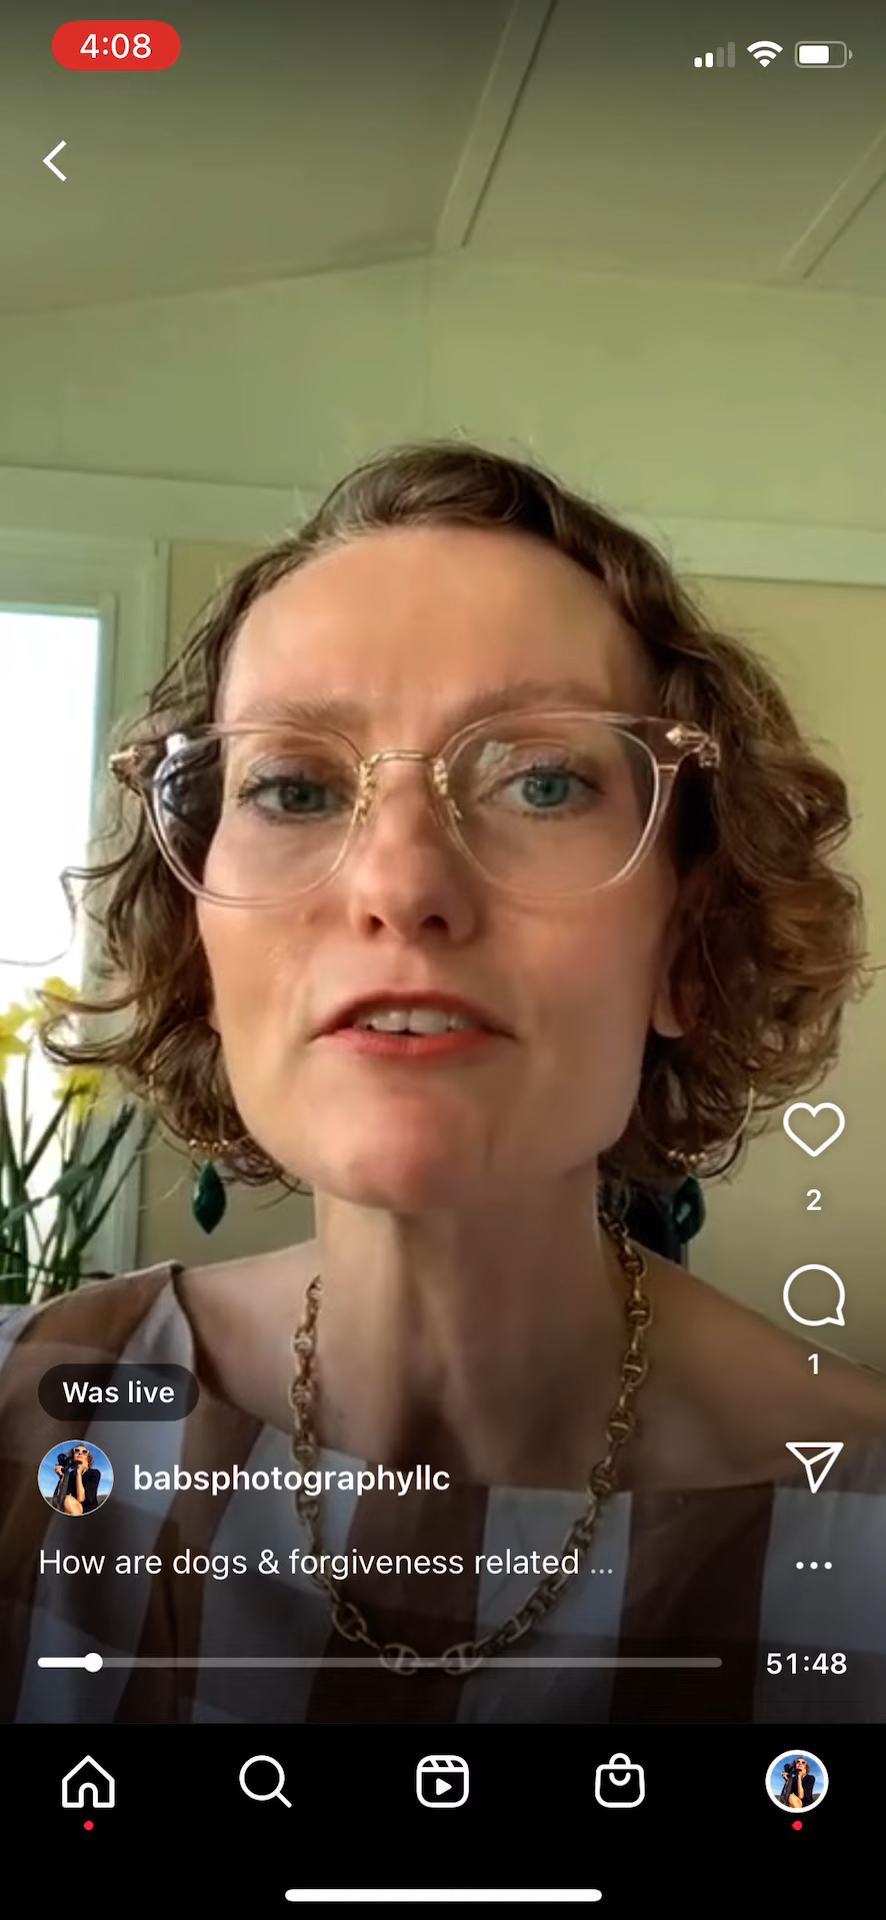 4:08
2
1
Was live
babsphotographyllc
How are dogs & forgiveness related ...
51:48